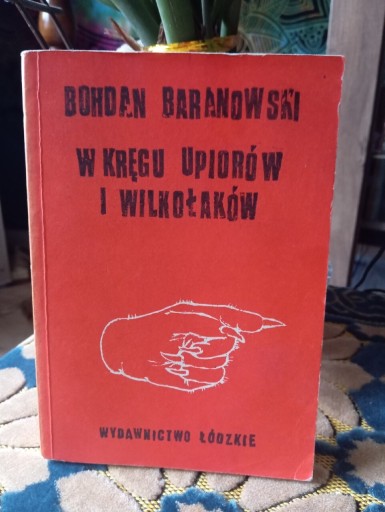 BOHDAN BARANOWSKI
W KRĘGU UPIORÓW
I WILKOŁAKÓW
WYDAWNICTWO ŁÓDZKIE